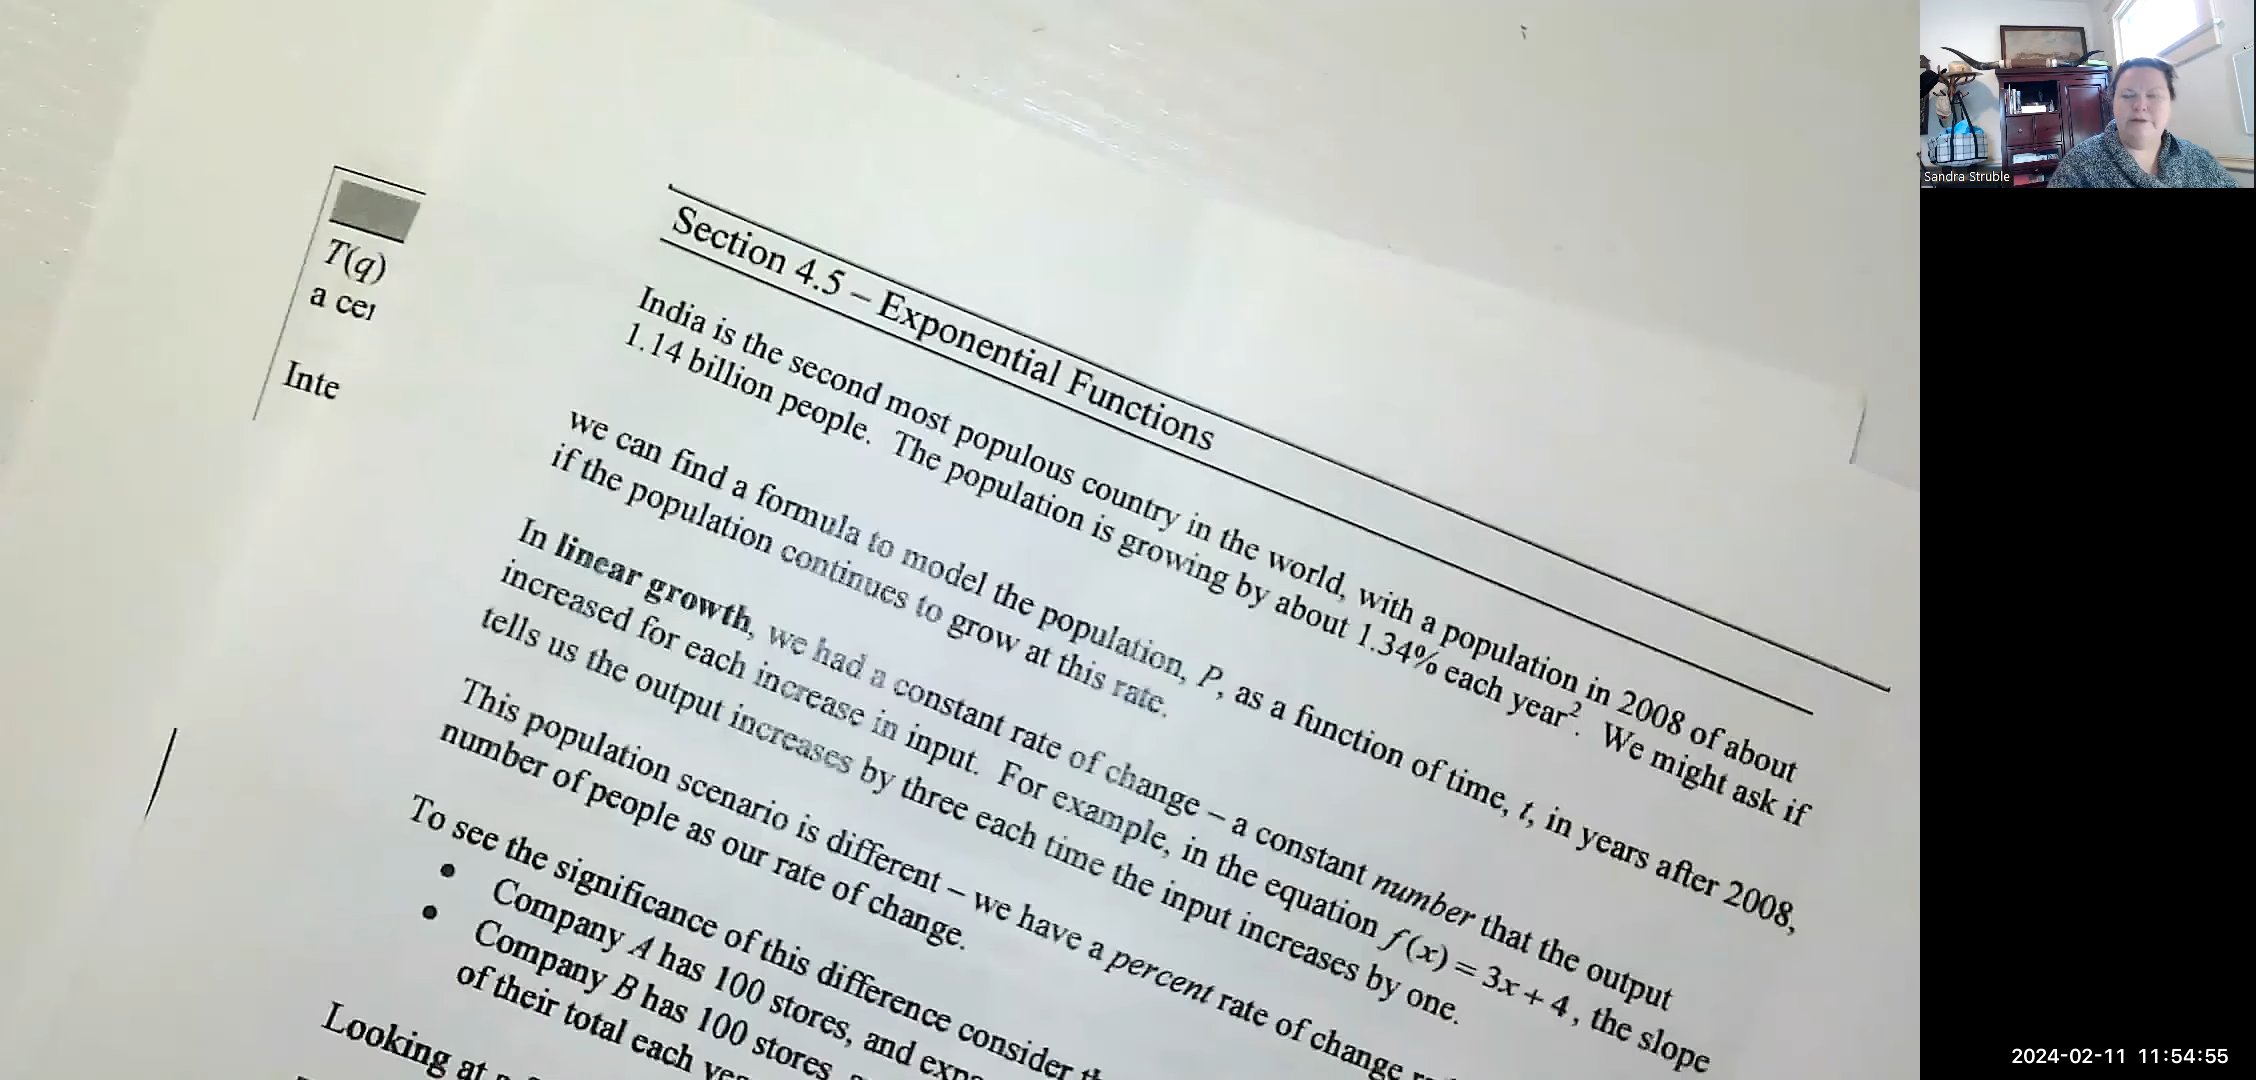 T(q)
a cer
Inte
Section 4.5 – Exponential Functions
India is the second most populous country in the world, with a population in 2008 of about
1.14 billion people. The population is growing by about 1.34% each year². We might ask if
we can find a formula to model the population, P, as a function of time, t, in years after 2008,
if the population continues to grow at this rate.
In linear growth, we had a constant rate of change – a constant number that the output
increased for each increase in input. For example, in the equation f(x) = 3x + 4, the slope
tells us the output increases by three each time the input increases by one.
This population scenario is different – we have a percent rate of change
number of people as our rate of change.
To see the significance of this difference consider
• Company A has 100 stores, and
• Company B has 100 stores
of their total each
Looking at
Sandra Struble
2024-02-11 11:54:55